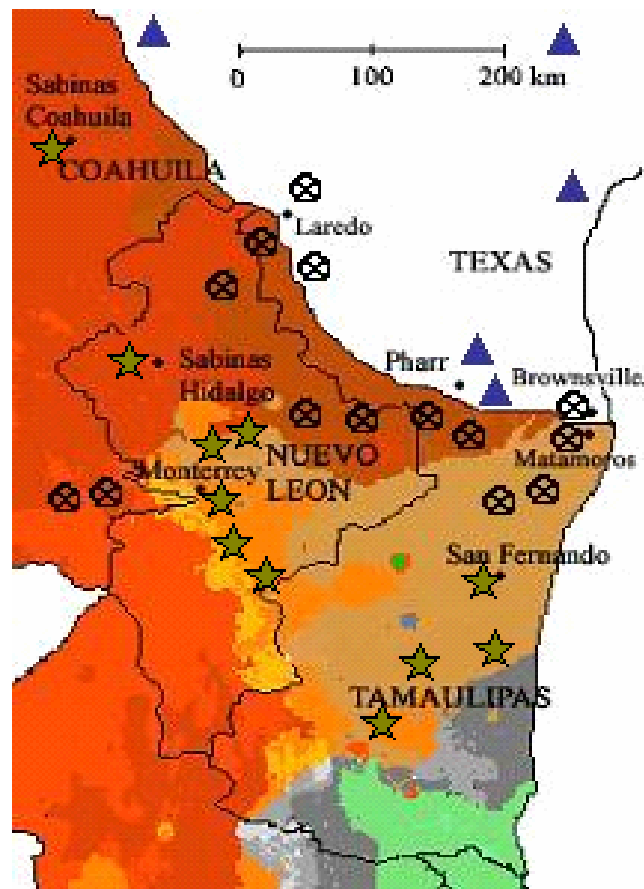 0 100 200 km
Sabinas
Coahuila
COAHUILA
Laredo
TEXAS
Pharr
Brownsville
Sabinas
Hidalgo
Matamoros
Monterrey
NUEVO
LEON
San Fernando
TAMAULIPAS